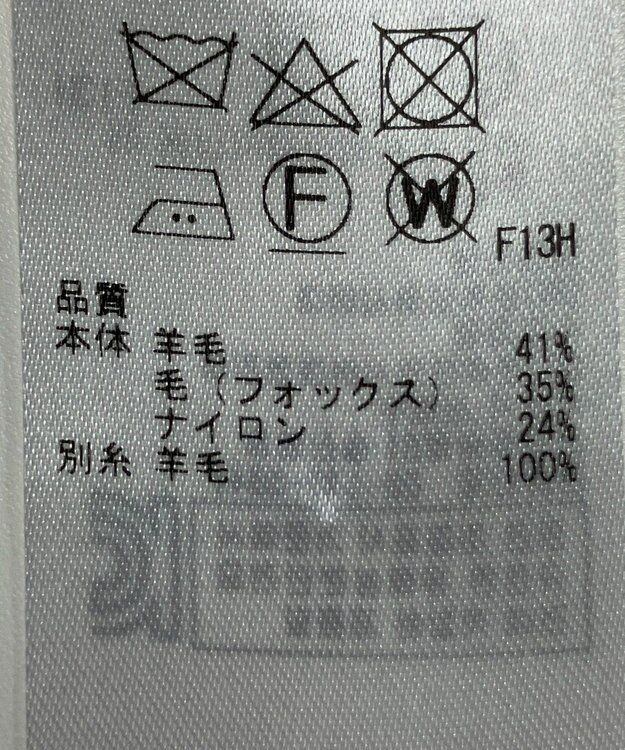 F W F13H
品質
本体 羊毛 41%
毛(フォックス) 35%
ナイロン 24%
別糸 羊毛 100%